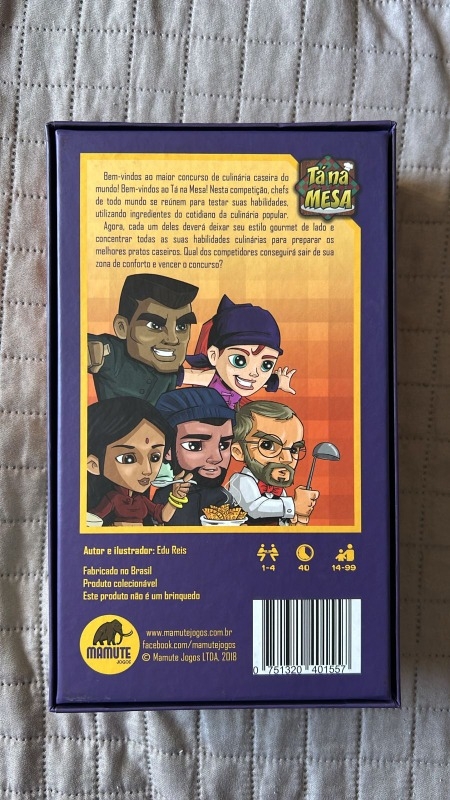 Bem-vindos ao maior concurso de culinária caseira do
mundo! Bem-vindos ao Tá na Mesa! Nesta competição, chefs
de todo mundo se reúnem para testar suas habilidades,
utilizando ingredientes do cotidiano da culinária popular.
Agora, cada um deles deverá deixar seu estilo gourmet de lado e
concentrar todas as suas habilidades culinárias para preparar os
melhores pratos caseiros. Qual dos competidores conseguirá sair de sua
zona de conforto e vencer o concurso?
Tá na
MESA
Autor e ilustrador: Edu Reis
1-4
40
14-99
Fabricado no Brasil
Produto colecionável
Este produto não é um brinquedo
MAMUTE
JOGOS
www.mamutejogos.com.br
facebook.com/mamutejogos
© Mamute Jogos LTDA, 2018
0 751320 401557